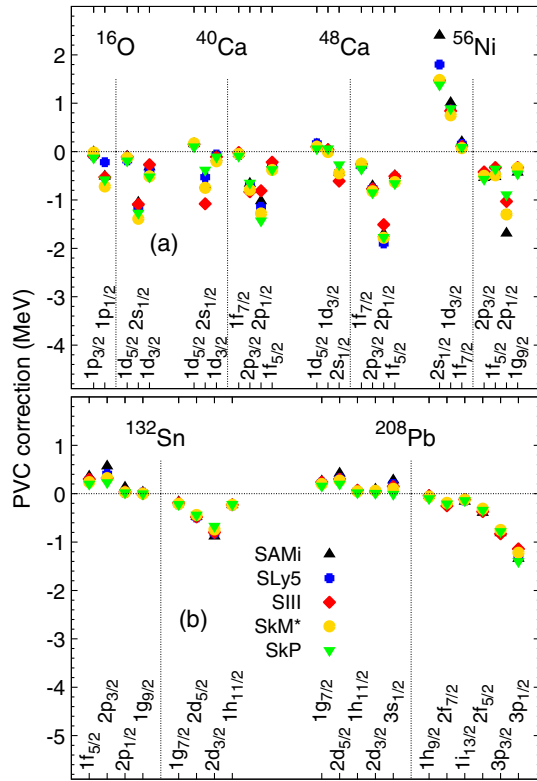 PVC correction (MeV)
16O 40Ca 48Ca 56Ni
2
1
0
-1
-2
-3
-4
(a)
1p3/2 1p1/2 1d5/2 2s1/2 1d3/2 1d5/2 2s1/2 1d3/2 1f7/2 2p3/2 2p1/2 1f5/2 1d5/2 2s1/2 1d3/2 1f7/2 2p3/2 2p1/2 1f5/2 2s1/2 1d3/2 1f7/2 2p3/2 1f5/2 2p1/2 1g9/2
132Sn 208Pb
1
0
-1
-2
-3
-4
-5
SAMi
SLy5
SIII
SkM*
SkP
(b)
1f5/2 2p3/2 2p1/2 1g9/2 1g7/2 2d5/2 2d3/2 1h11/2 1g7/2 2d5/2 1h11/2 2d3/2 3s1/2 1h9/2 2f7/2 1i13/2 2f5/2 3p3/2 3p1/2